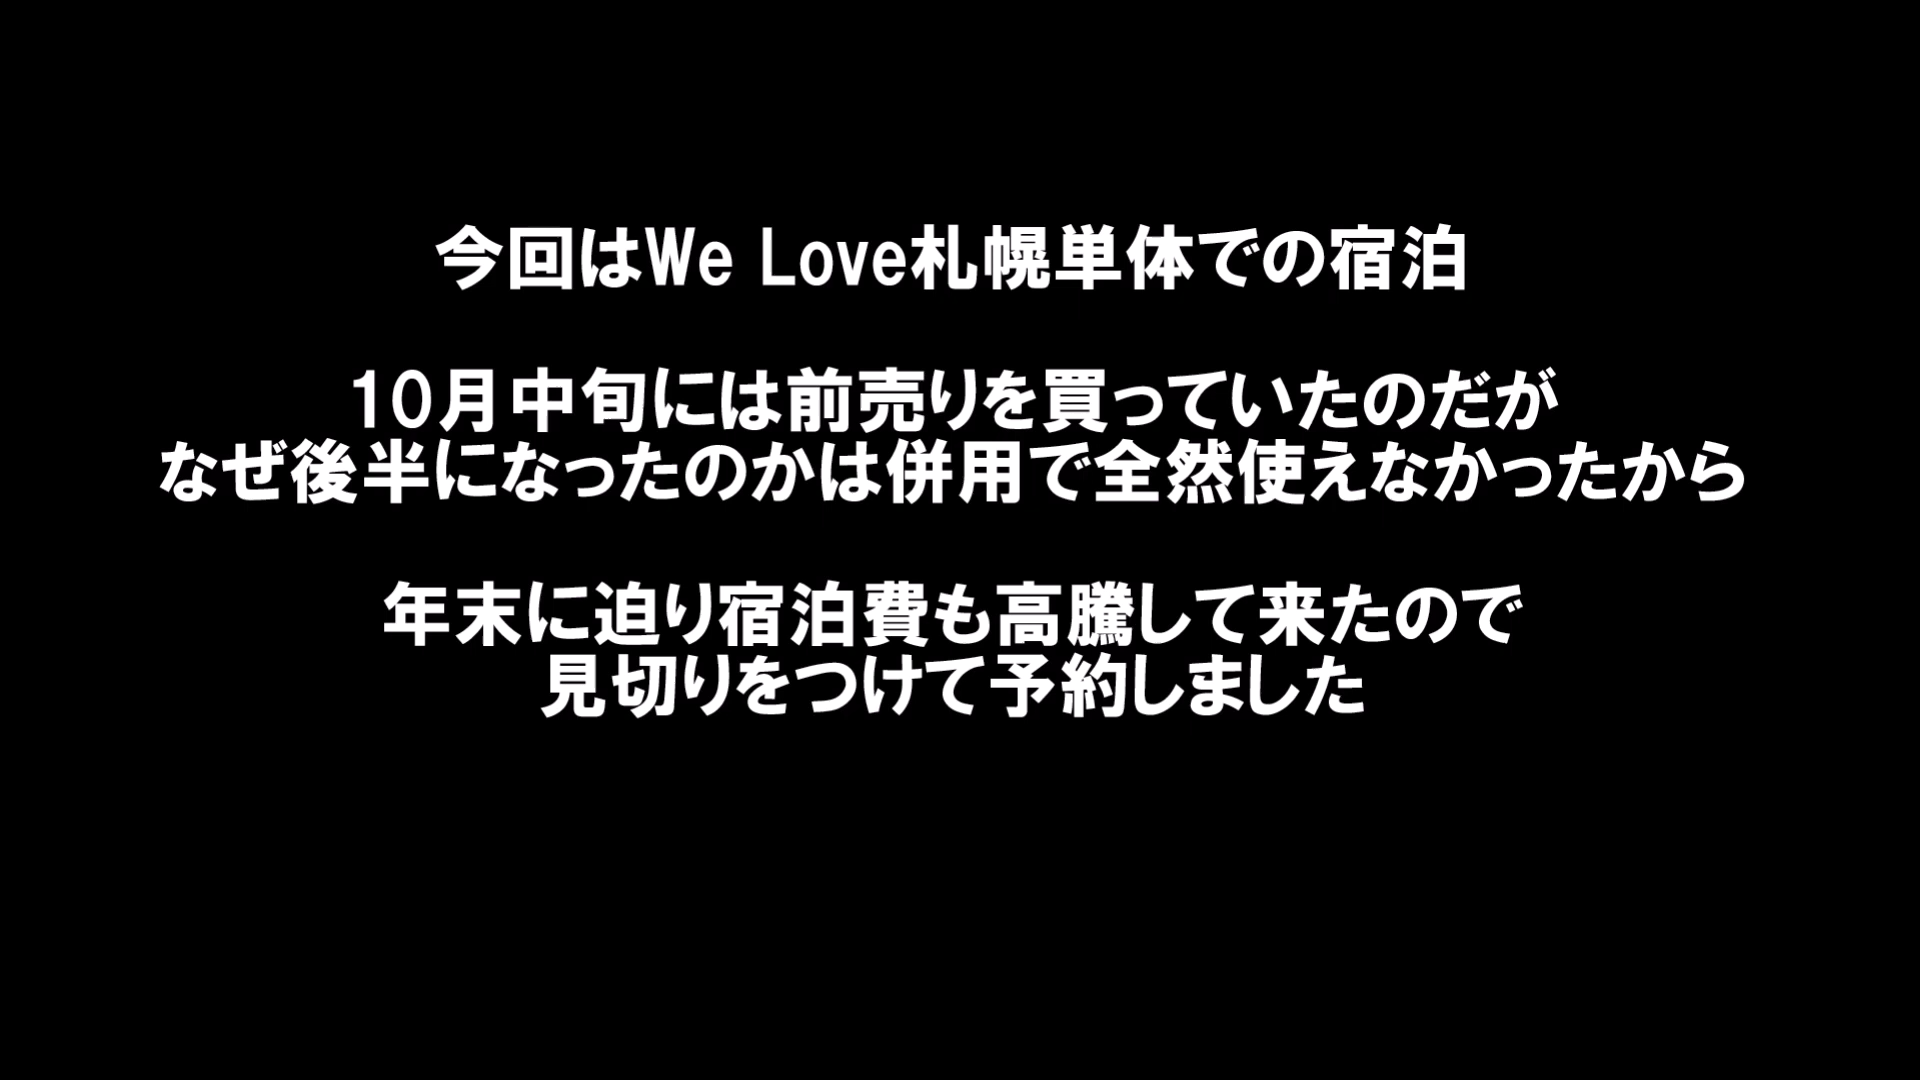 今回はWe Love札幌単体での宿泊
10月中旬には前売りを買っていたのだが
なぜ後半になったのかは併用で全然使えなかったから
年末に迫り宿泊費も高騰して来たので
見切りをつけて予約しました